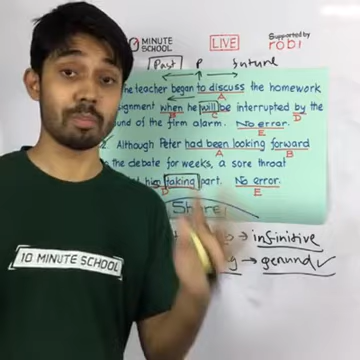 10 MINUTE
SCHOOL
LIVE
Supported by
robi
Past P future
The teacher began to discuss the homework
A
assignment when he will be interrupted by the
B C D
sound of the firm alarm. No error.
E
2. Although Peter had been looking forward
A B
the debate for weeks, a sore throat
taking part. No error.
D E
Share
→ infinitive
g → gerund ✓
10 MINUTE SCHOOL